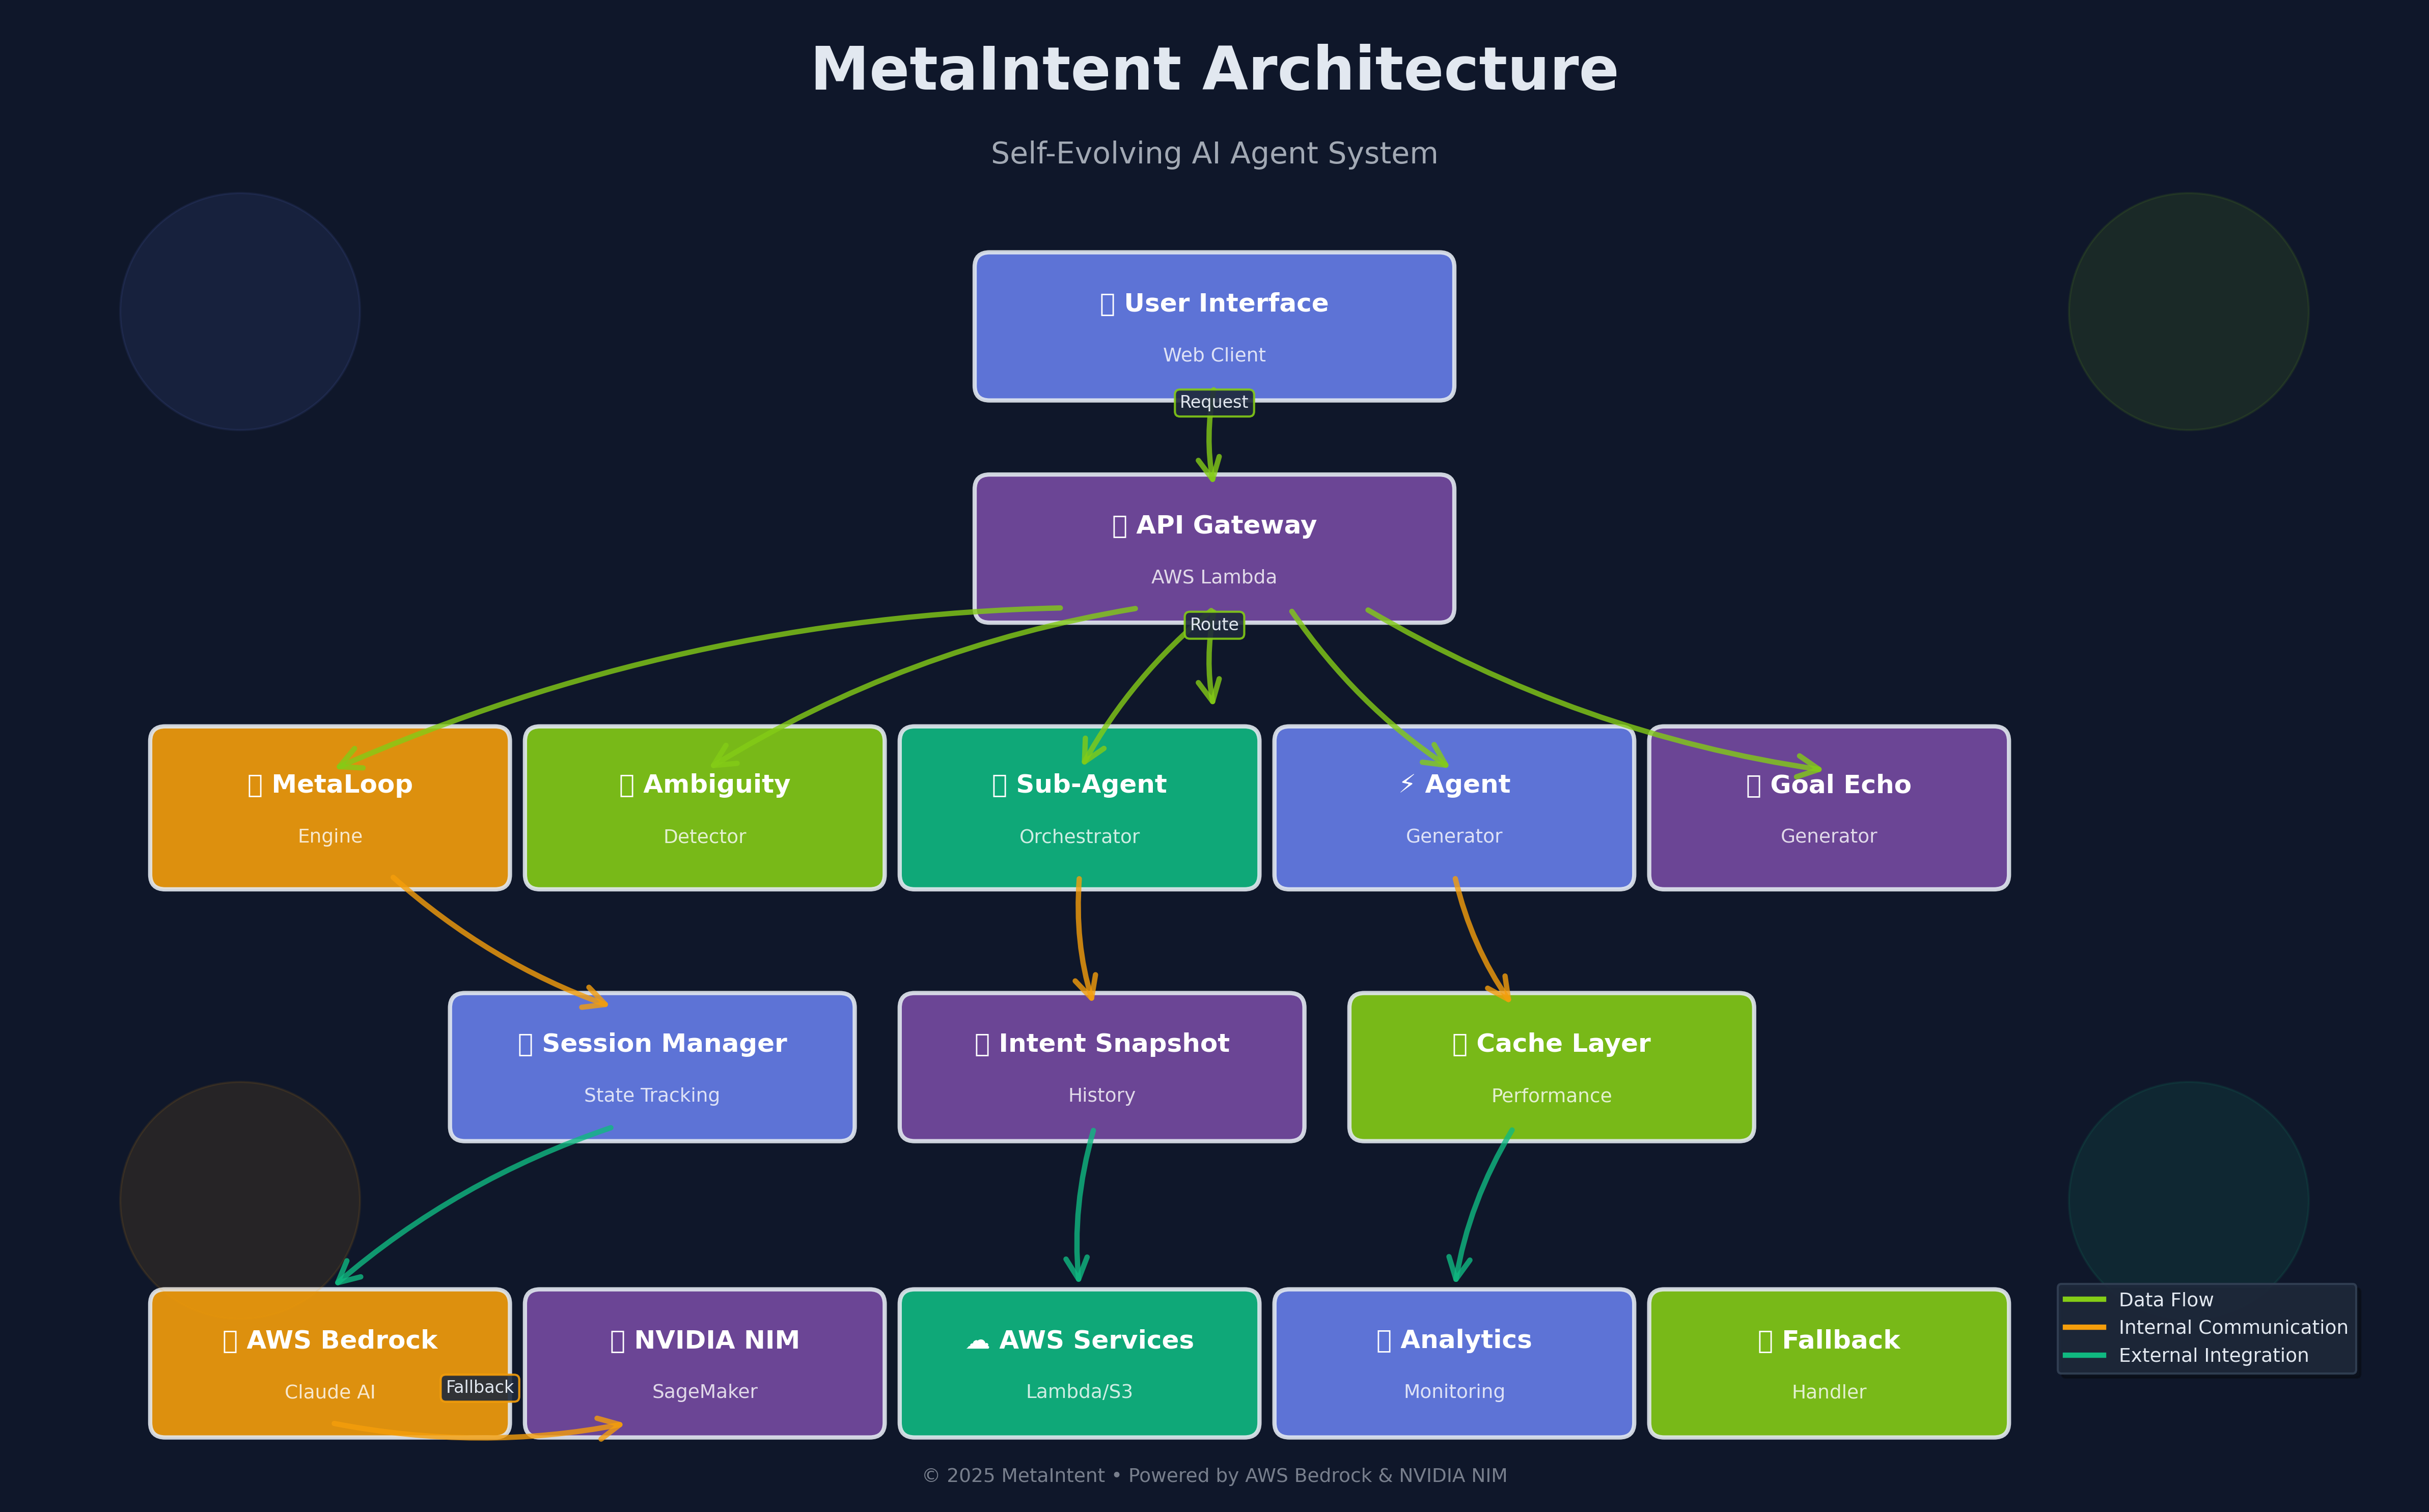 MetaIntent Architecture
Self-Evolving AI Agent System
User Interface
Web Client
Request
API Gateway
AWS Lambda
Route
MetaLoop
Engine
Ambiguity
Detector
Sub-Agent
Orchestrator
⚡ Agent
Generator
Goal Echo
Generator
Session Manager
State Tracking
Intent Snapshot
History
Cache Layer
Performance
AWS Bedrock
Claude AI
Fallback
NVIDIA NIM
SageMaker
☁ AWS Services
Lambda/S3
Analytics
Monitoring
Fallback
Handler
Data Flow
Internal Communication
External Integration
© 2025 MetaIntent • Powered by AWS Bedrock & NVIDIA NIM